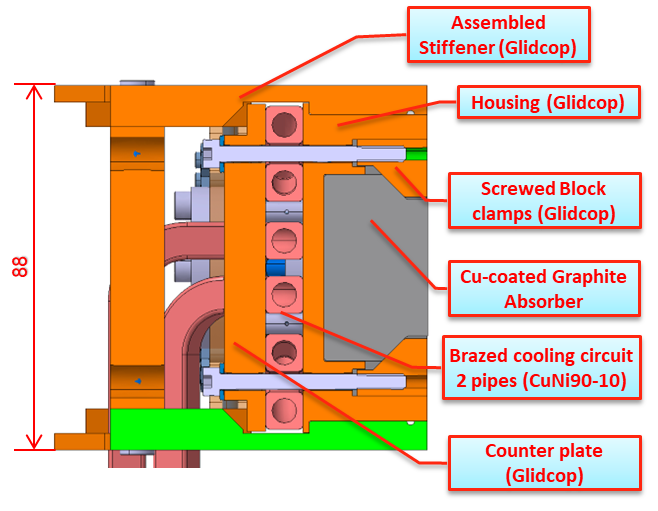 Assembled
Stiffener (Glidcop)
Housing (Glidcop)
Screwed Block
clamps (Glidcop)
Cu-coated Graphite
Absorber
Brazed cooling circuit
2 pipes (CuNi90-10)
Counter plate
(Glidcop)
88